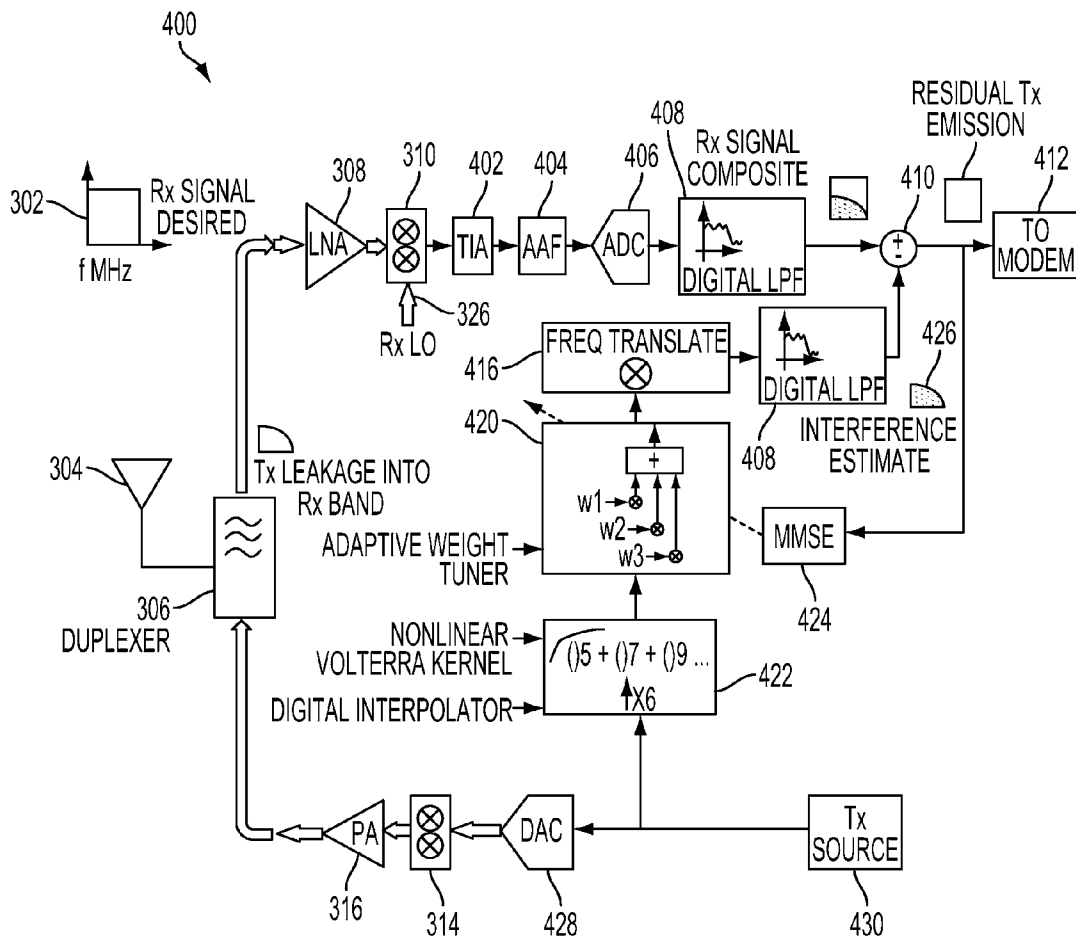 400
302
Rx SIGNAL
DESIRED
f MHz
308
LNA
310
326
Rx LO
402
TIA
404
AAF
406
ADC
408
Rx SIGNAL
COMPOSITE
DIGITAL LPF
RESIDUAL Tx
EMISSION
410
+
-
412
TO
MODEM
FREQ TRANSLATE
416
DIGITAL LPF
408
426
INTERFERENCE
ESTIMATE
420
+
w1
w2
w3
ADAPTIVE WEIGHT
TUNER
MMSE
424
304
Tx LEAKAGE INTO
Rx BAND
306
DUPLEXER
NONLINEAR
VOLTERRA KERNEL
()5 + ()7 + ()9 ...
X6
422
DIGITAL INTERPOLATOR
PA
316
314
DAC
428
Tx
SOURCE
430